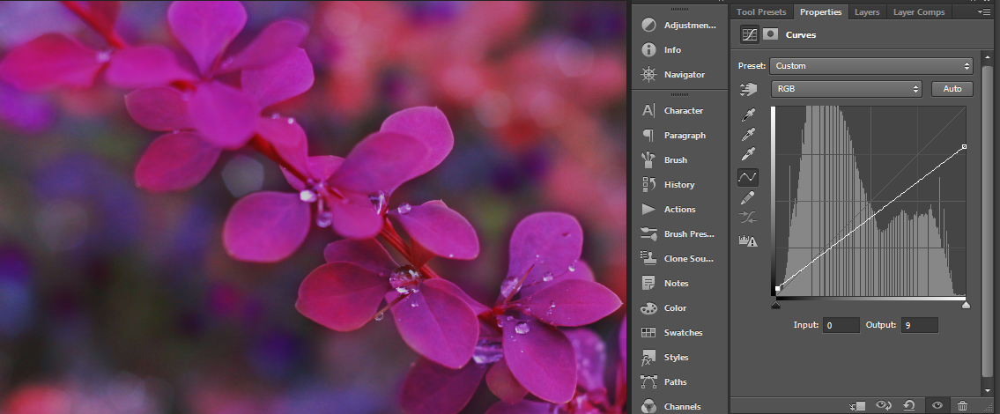 Adjustmen...
Info
Navigator
Character
Paragraph
Brush
History
Actions
Brush Pres...
Clone Sou...
Notes
Color
Swatches
Styles
Paths
Channels
Tool Presets Properties Layers Layer Comps
Curves
Preset: Custom
RGB Auto
Input: 0 Output: 9